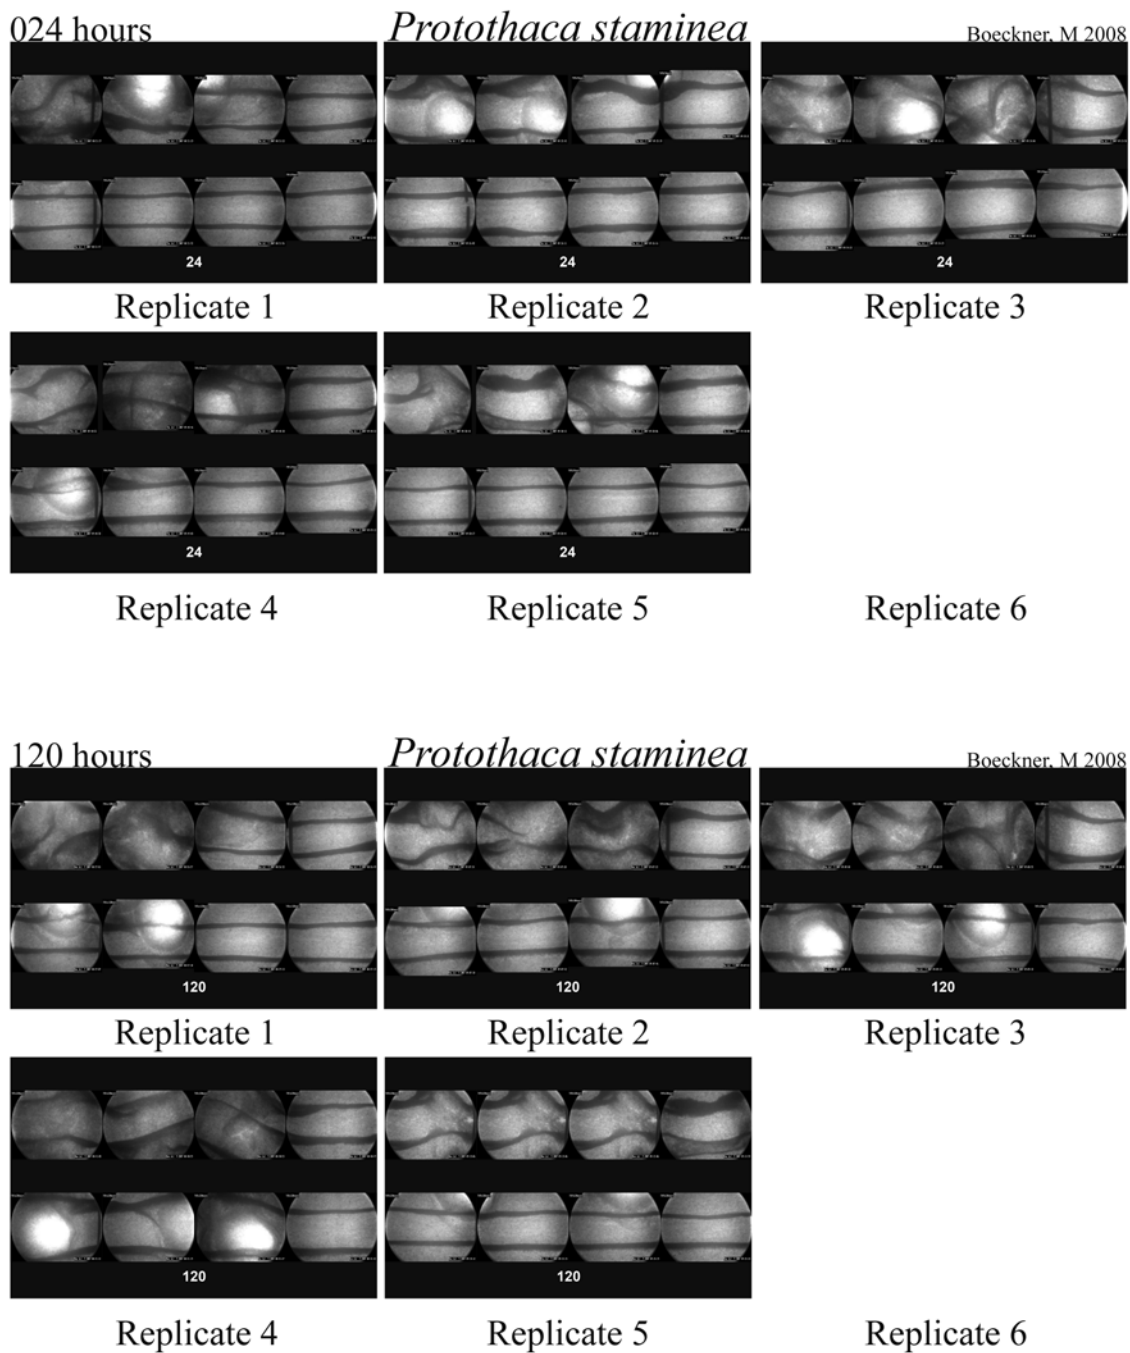 024 hours Protothaca staminea Boeckner, M 2008
24 24 24
Replicate 1 Replicate 2 Replicate 3
24 24
Replicate 4 Replicate 5 Replicate 6
120 hours Protothaca staminea Boeckner, M 2008
120 120 120
Replicate 1 Replicate 2 Replicate 3
120 120
Replicate 4 Replicate 5 Replicate 6